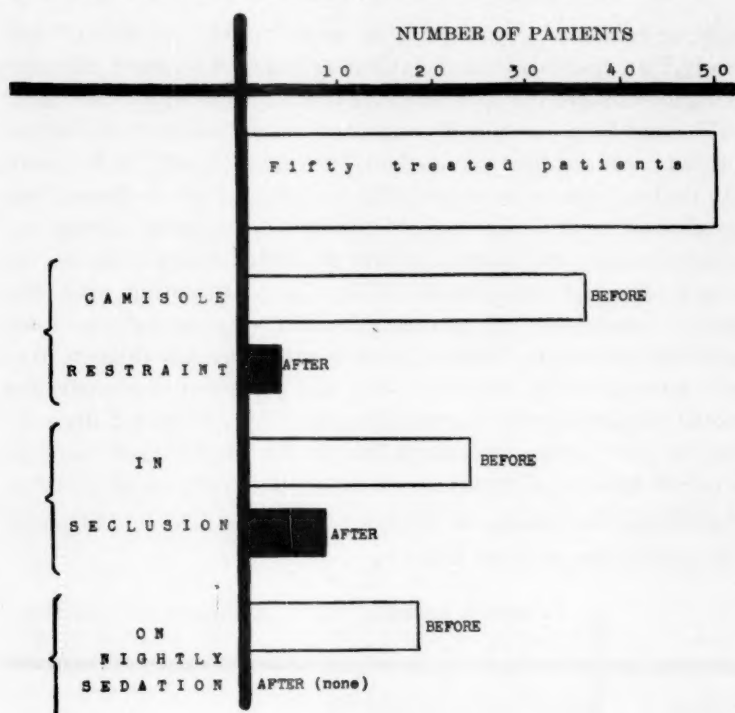 NUMBER OF PATIENTS
10 20 30 40 50
Fifty treated patients
CAMISOLE
BEFORE
RESTRAINT
AFTER
IN
BEFORE
SECLUSION
AFTER
ON
BEFORE
NIGHTLY
SEDATION
AFTER (none)